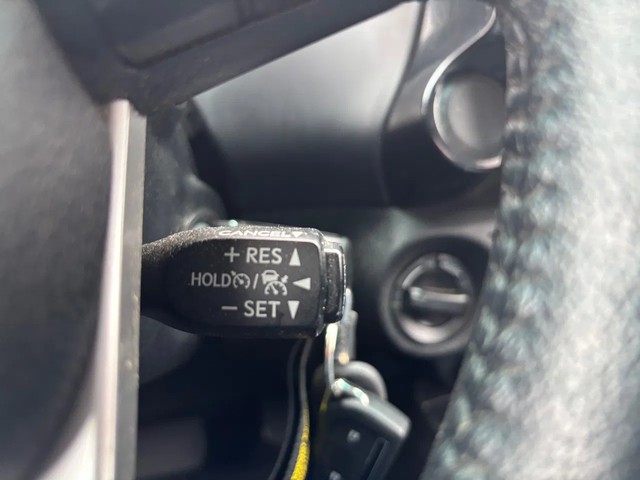 CANCEL
+ RES ▲
HOLD / ◄
− SET ▼